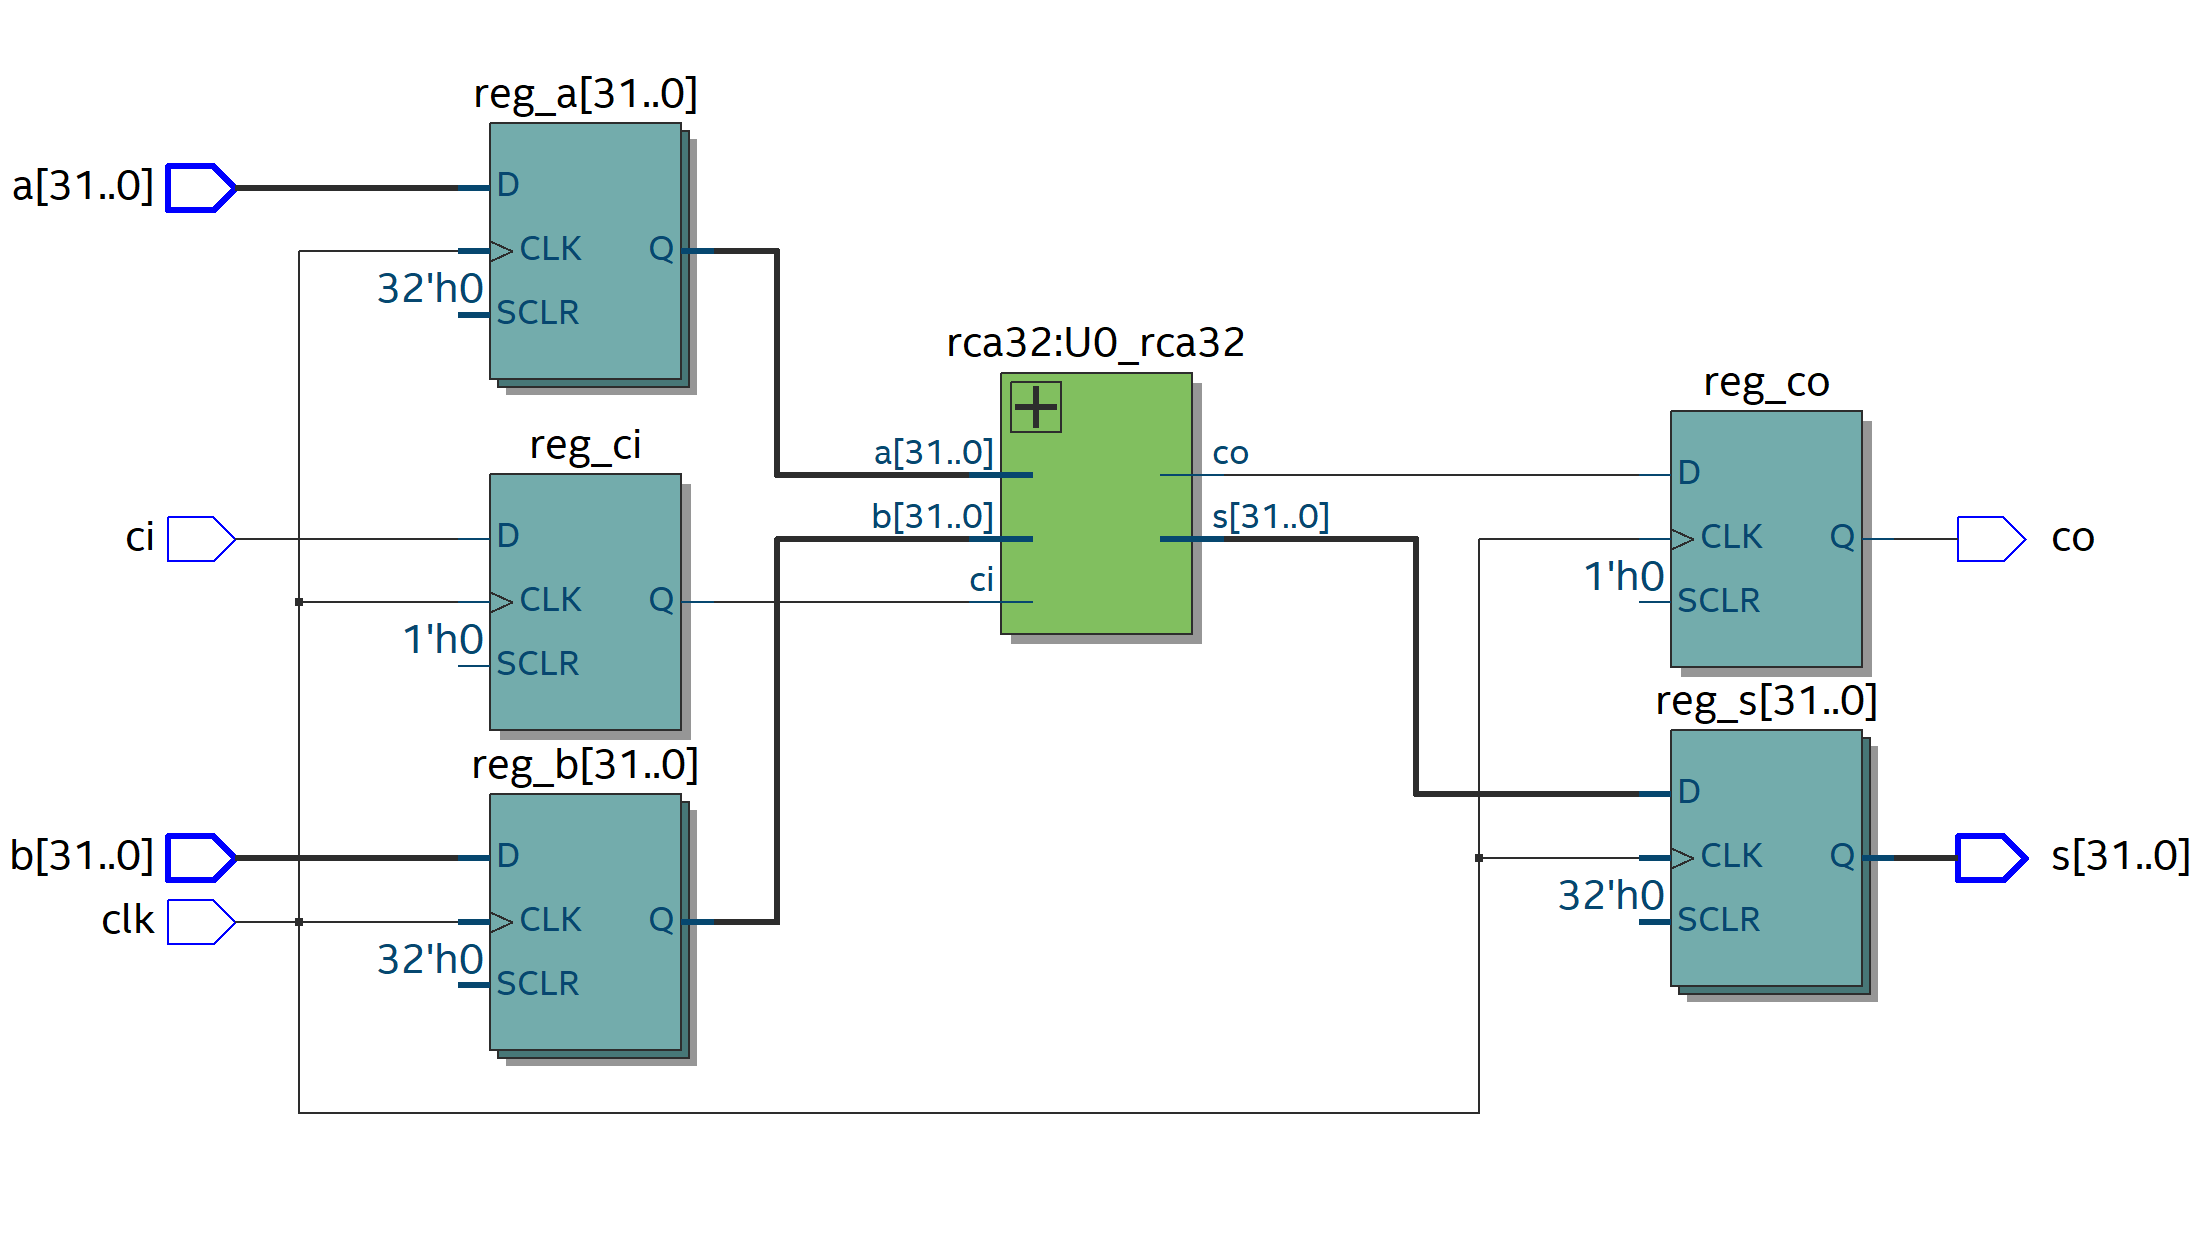 reg_a[31..0]
a[31..0]
D
CLK
Q
32'h0
SCLR
reg_ci
ci
D
CLK
Q
1'h0
SCLR
reg_b[31..0]
b[31..0]
D
clk
CLK
Q
32'h0
SCLR
rca32:U0_rca32
a[31..0]
co
b[31..0]
s[31..0]
ci
reg_co
D
CLK
Q
co
1'h0
SCLR
reg_s[31..0]
D
CLK
Q
s[31..0]
32'h0
SCLR